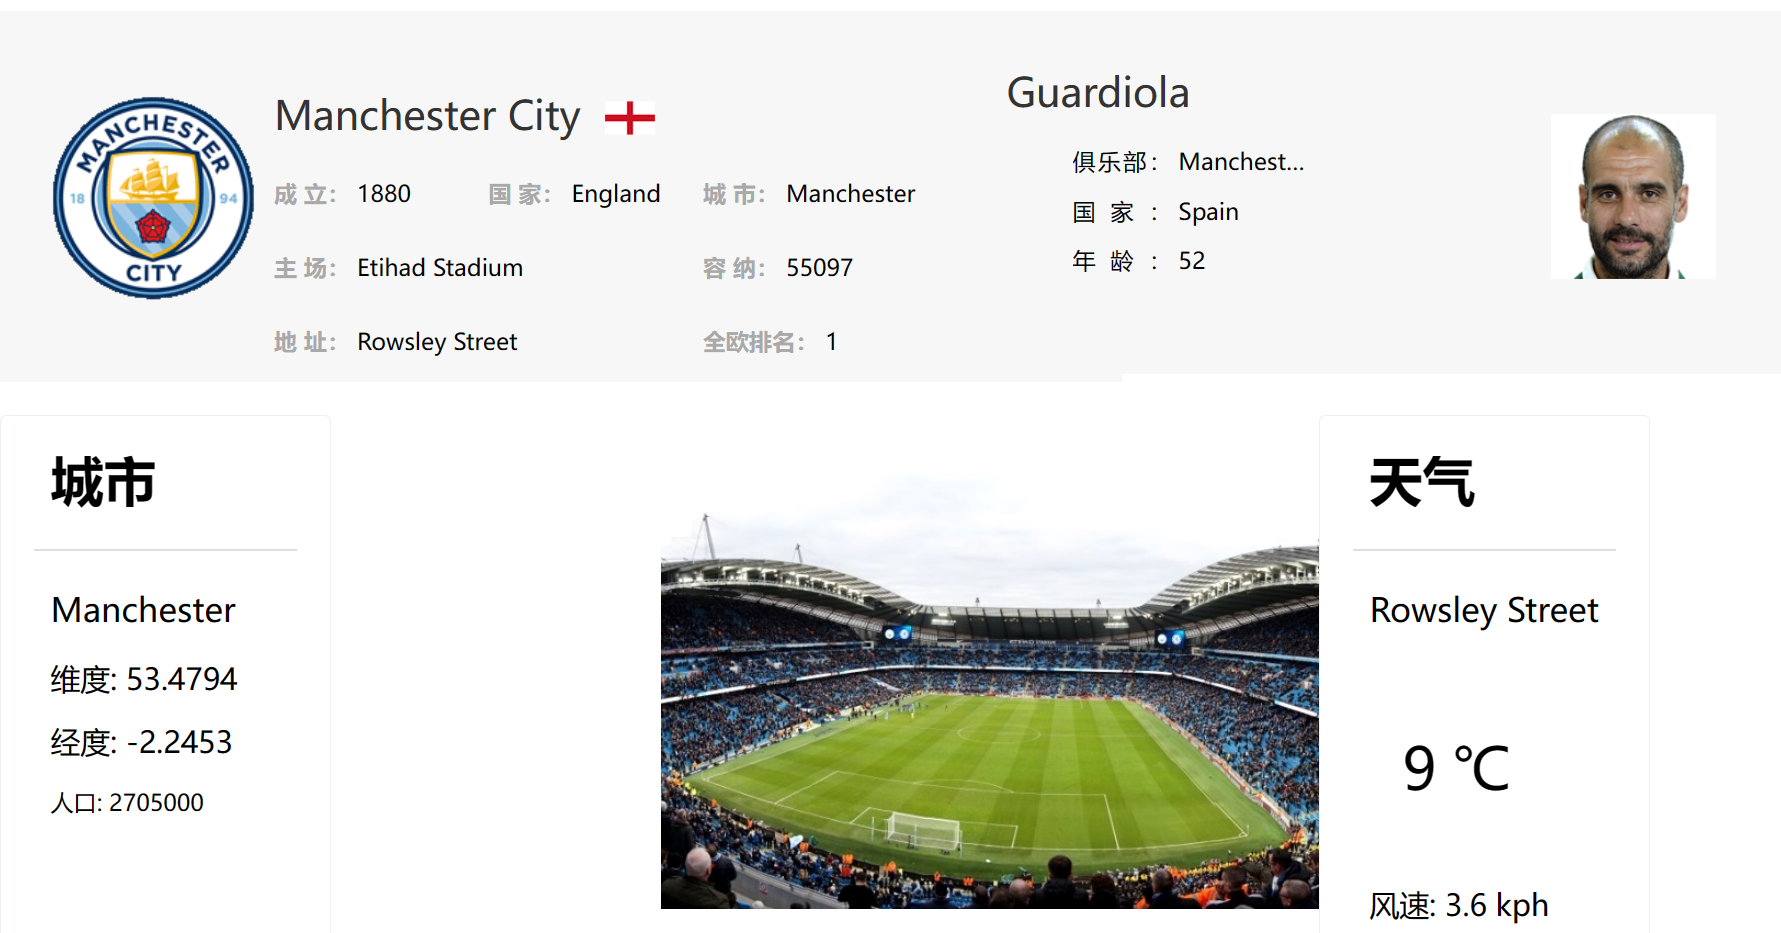 MANCHESTER
18 94
CITY
Manchester City
成 立： 1880 国 家： England 城 市： Manchester
主 场： Etihad Stadium 容 纳： 55097
地 址： Rowsley Street 全欧排名： 1
Guardiola
俱乐部： Manchest...
国 家 ： Spain
年 龄 ： 52
城市
Manchester
维度: 53.4794
经度: -2.2453
人口: 2705000
天气
Rowsley Street
9 ℃
风速: 3.6 kph